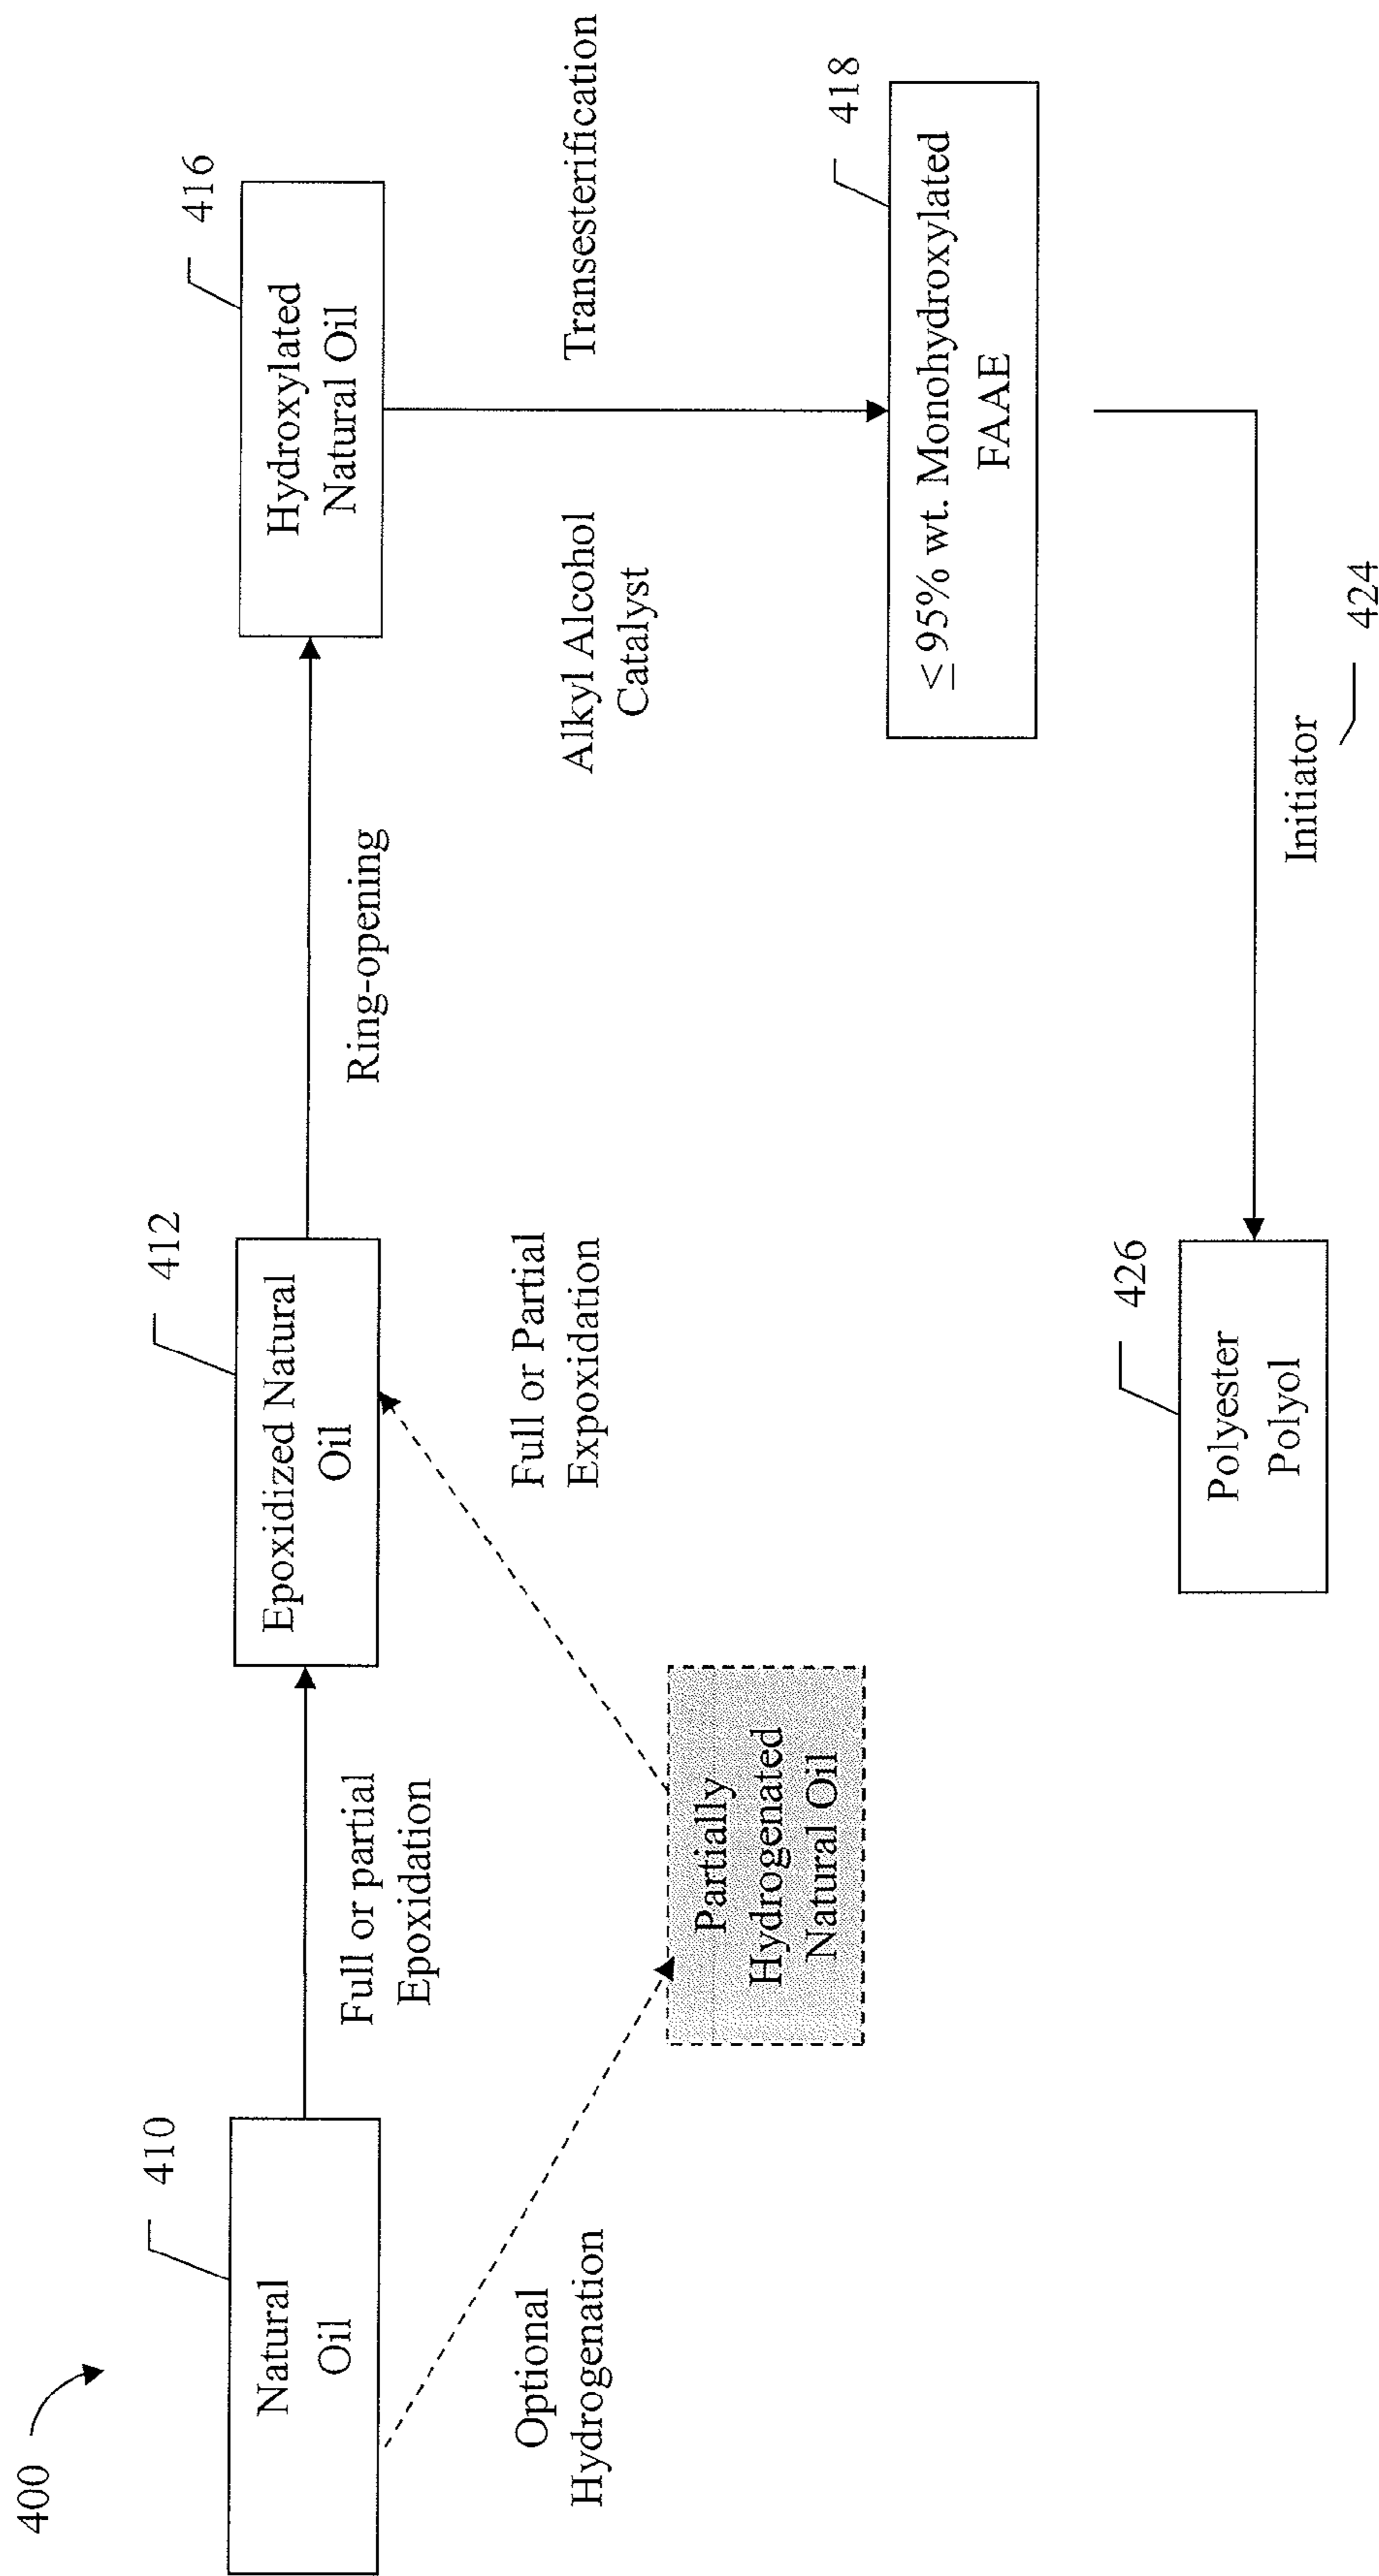 400
410
Natural
Oil
Full or partial
Epoxidation
412
Epoxidized Natural
Oil
Ring-opening
416
Hydroxylated
Natural Oil
Optional
Hydrogenation
Partially
Hydrogenated
Natural Oil
Full or Partial
Expoxidation
Alkyl Alcohol
Catalyst
Transesterification
418
≤95% wt. Monohydroxylated
FAAE
Initiator
424
426
Polyester
Polyol